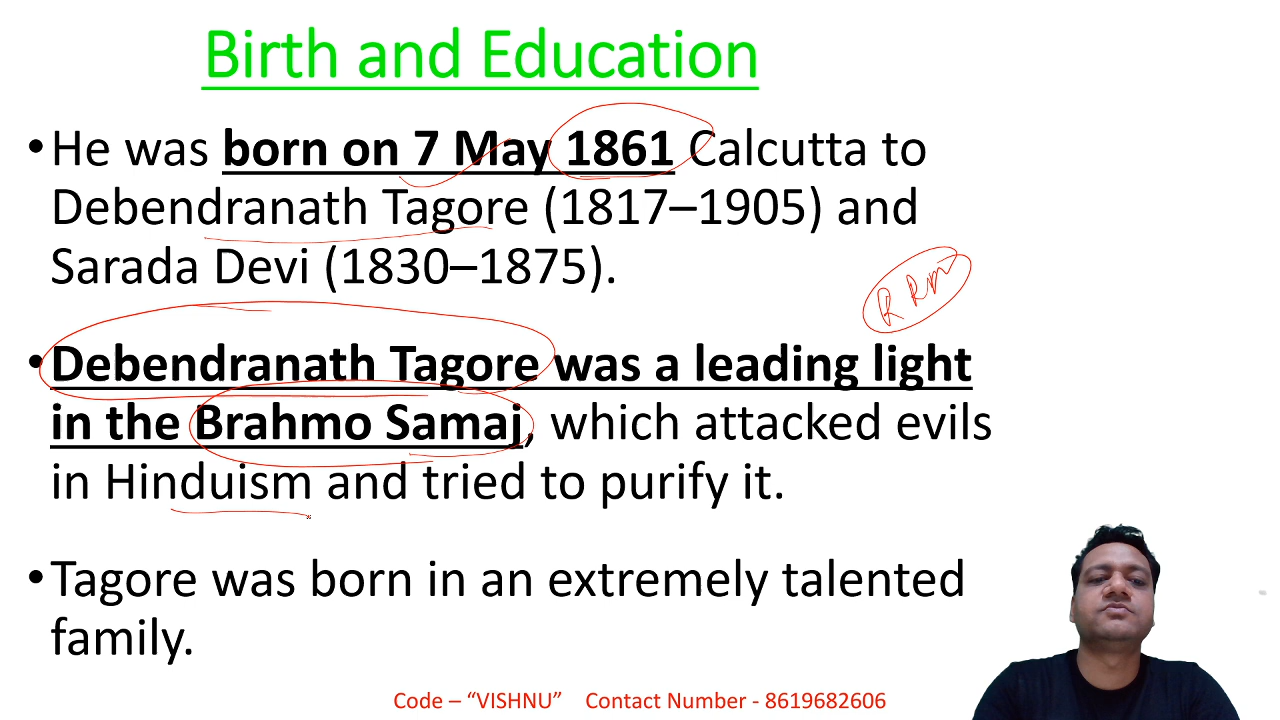 Birth and Education
•He was born on 7 May 1861 Calcutta to
Debendranath Tagore (1817–1905) and
Sarada Devi (1830–1875).
•Debendranath Tagore was a leading light
in the Brahmo Samaj, which attacked evils
in Hinduism and tried to purify it.
•Tagore was born in an extremely talented
family.
Code – “VISHNU” Contact Number - 8619682606